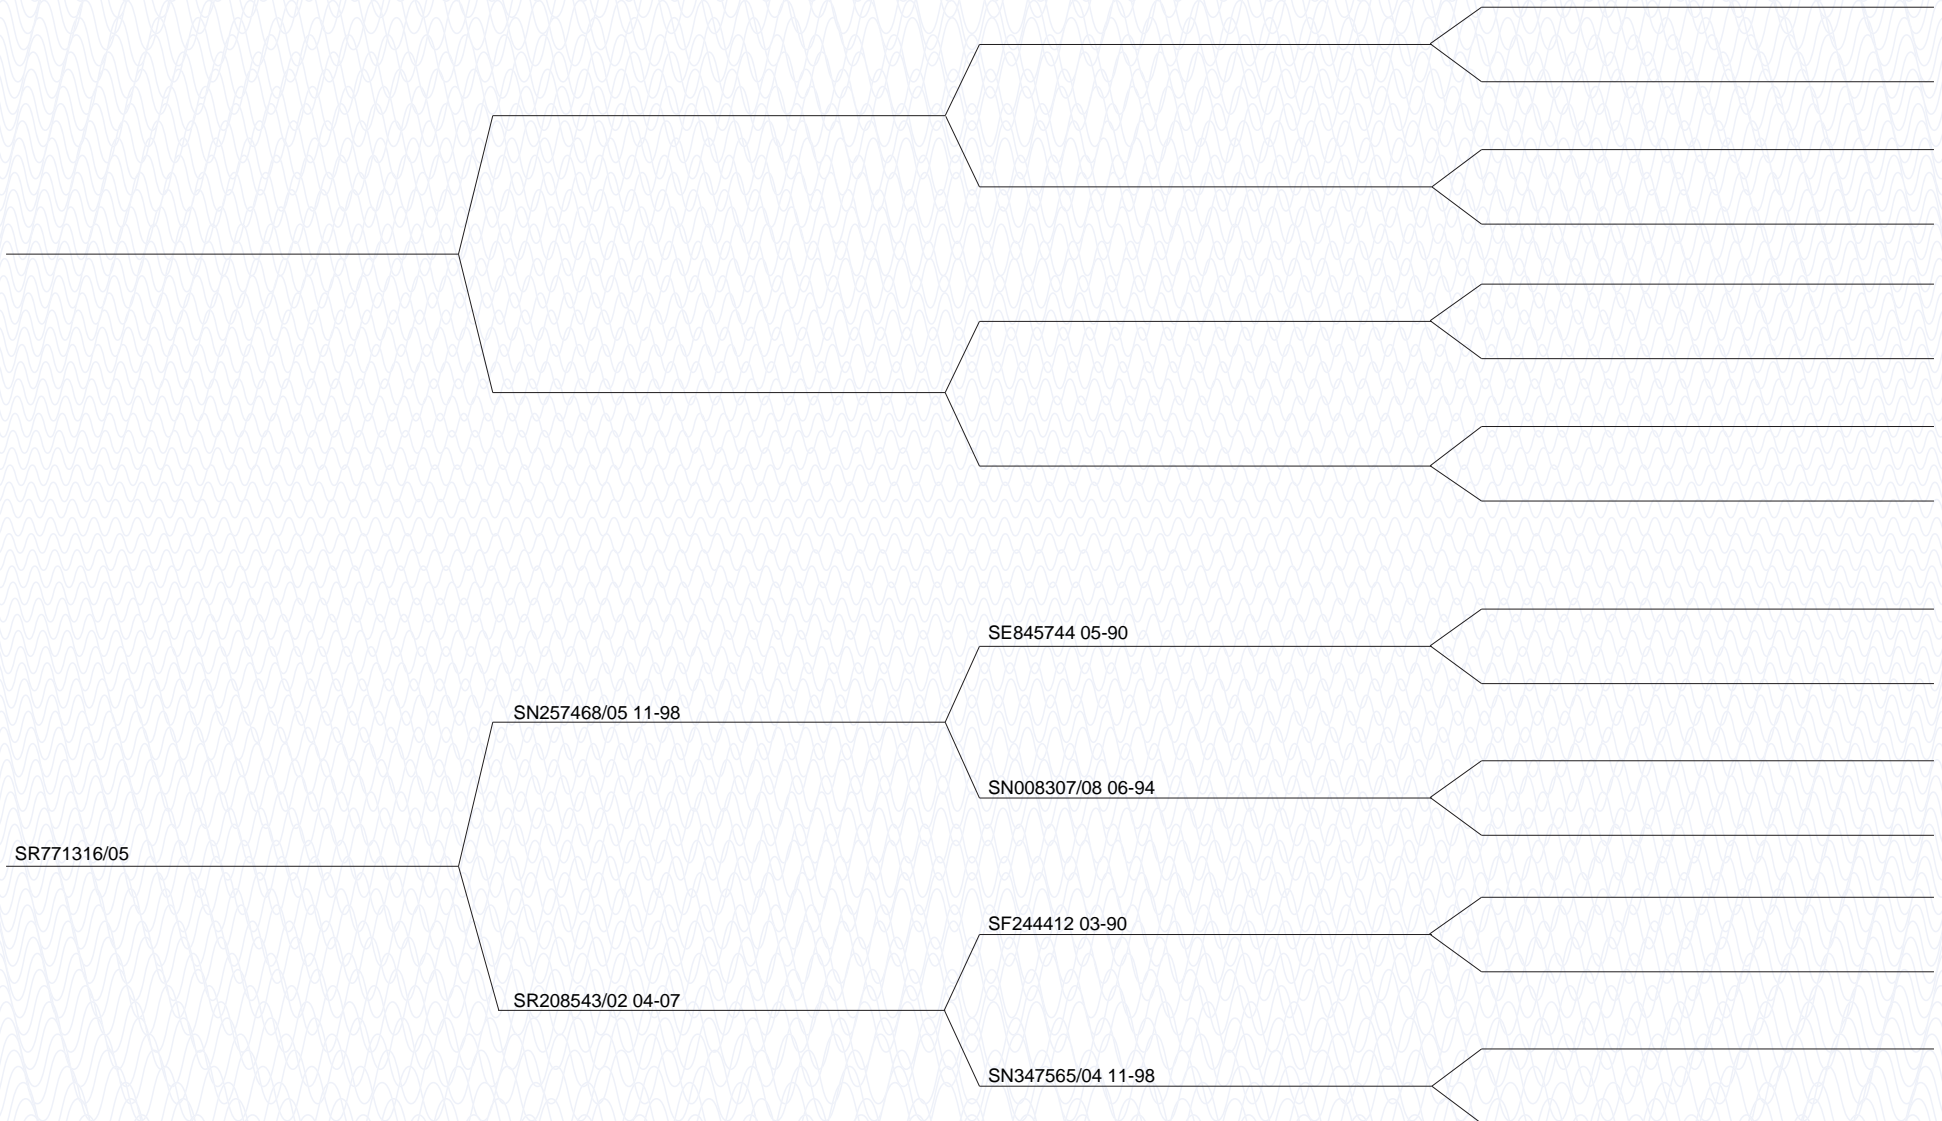 SE845744 05-90
SN257468/05 11-98
SN008307/08 06-94
SR771316/05
SF244412 03-90
SR208543/02 04-07
SN347565/04 11-98